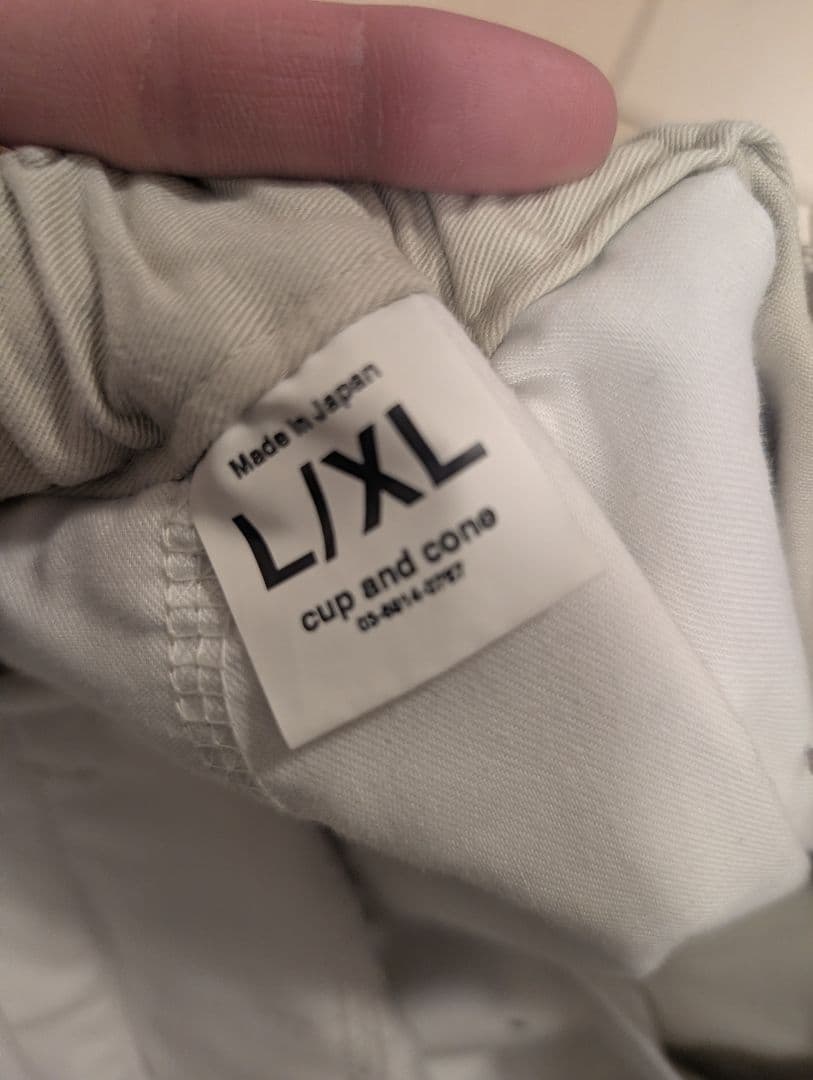 Made in Japan
L/XL
cup and cone